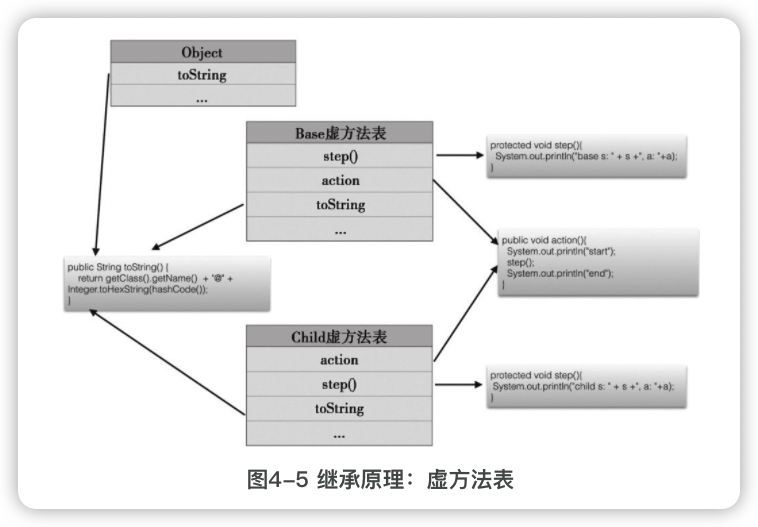 Object
toString
...
Base虚方法表
step()
action
toString
...
protected void step(){
System.out.println("base s: " + s +", a: "+a);
}
public void action(){
System.out.println("start");
step();
System.out.println("end");
}
public String toString() {
return getClass().getName() + "@" +
Integer.toHexString(hashCode());
}
Child虚方法表
action
step()
toString
...
protected void step(){
System.out.println("child s: " + s +", a: "+a);
}
图4-5 继承原理：虚方法表